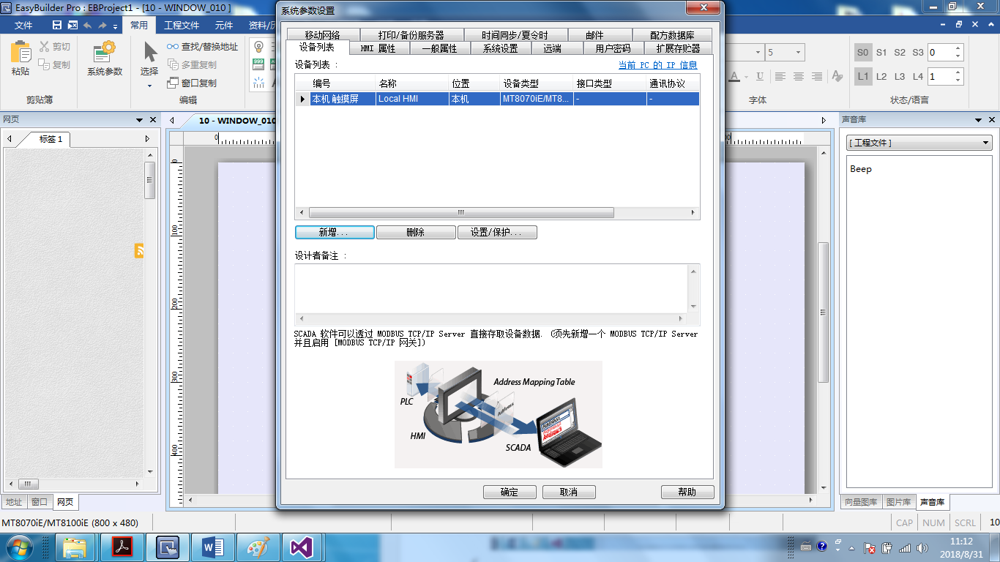 EasyBuilder Pro : EBProject1 - [10 - WINDOW_010 ]
文件
常用
工程文件
元件
资料/历
粘贴
剪切
复制
剪贴簿
系统参数
选择
查找/替换地址
多重复制
窗口复制
编辑
5
A
U
字体
S0 S1 S2 S3 0
L1 L2 L3 L4 1
状态/语言
网页
标签 1
地址 窗口 网页
10 - WINDOW_010
0
0
100
200
300
400
系统参数设置
移动网络 打印/备份服务器 时间同步/夏令时 邮件 配方数据库
设备列表 HMI 属性 一般属性 系统设置 远端 用户密码 扩展存贮器
设备列表 :
当前 PC 的 IP 信息
编号 名称 位置 设备类型 接口类型 通讯协议
本机 触摸屏 Local HMI 本机 MT8070iE/MT8... - -
新增... 删除 设置/保护...
设计者备注 :
SCADA 软件可以透过 MODBUS TCP/IP Server 直接存取设备数据. (须先新增一个 MODBUS TCP/IP Server
并且启用 [MODBUS TCP/IP 网关])
Address Mapping Table
PLC
Address
HMI
SCADA
确定 取消 帮助
声音库
[ 工程文件 ]
Beep
向量图库 图片库 声音库
MT8070iE/MT8100iE (800 x 480)
CAP NUM SCRL 10
11:12
2018/8/31